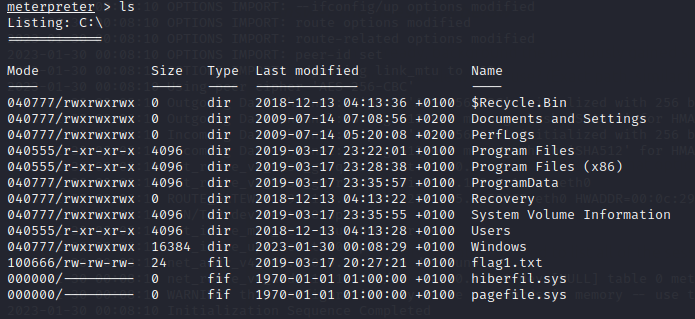 meterpreter > ls
Listing: C:\
============
Mode Size Type Last modified Name
---- ---- ---- ------------- ----
040777/rwxrwxrwx 0 dir 2018-12-13 04:13:36 +0100 $Recycle.Bin
040777/rwxrwxrwx 0 dir 2009-07-14 07:08:56 +0200 Documents and Settings
040777/rwxrwxrwx 0 dir 2009-07-14 05:20:08 +0200 PerfLogs
040555/r-xr-xr-x 4096 dir 2019-03-17 23:22:01 +0100 Program Files
040555/r-xr-xr-x 4096 dir 2019-03-17 23:28:38 +0100 Program Files (x86)
040777/rwxrwxrwx 4096 dir 2019-03-17 23:35:57 +0100 ProgramData
040777/rwxrwxrwx 0 dir 2018-12-13 04:13:22 +0100 Recovery
040777/rwxrwxrwx 4096 dir 2019-03-17 23:35:55 +0100 System Volume Information
040555/r-xr-xr-x 4096 dir 2018-12-13 04:13:28 +0100 Users
040777/rwxrwxrwx 16384 dir 2023-01-30 00:08:29 +0100 Windows
100666/rw-rw-rw- 24 fil 2019-03-17 20:27:21 +0100 flag1.txt
000000/--------- 0 fif 1970-01-01 01:00:00 +0100 hiberfil.sys
000000/--------- 0 fif 1970-01-01 01:00:00 +0100 pagefile.sys